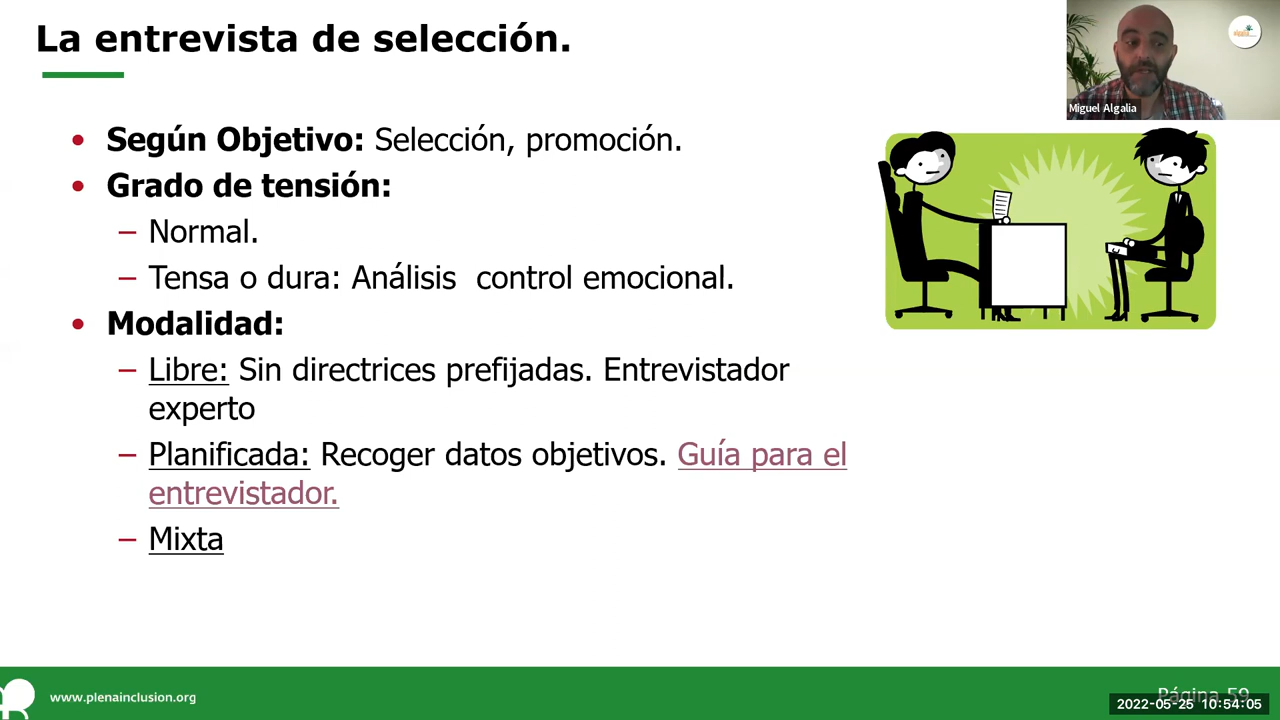 La entrevista de selección.
Miguel Algalia
• Según Objetivo: Selección, promoción.
• Grado de tensión:
– Normal.
– Tensa o dura: Análisis control emocional.
• Modalidad:
– Libre: Sin directrices prefijadas. Entrevistador
experto
– Planificada: Recoger datos objetivos. Guía para el
entrevistador.
– Mixta
www.plenainclusion.org
Página 59
2022-05-25 10:54:05